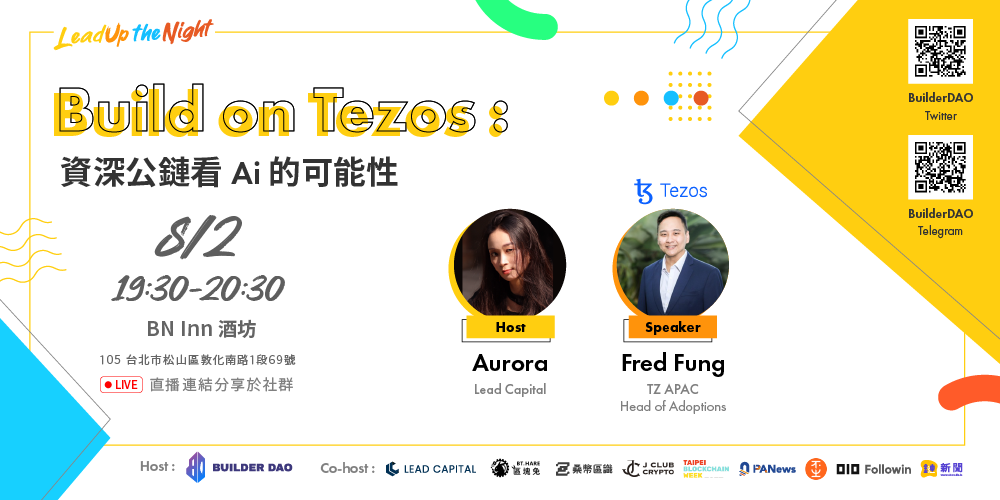 LeadUp the Night
Build on Tezos :
資深公鏈看 Ai 的可能性
8/2
19:30-20:30
BN Inn 酒坊
105 台北市松山區敦化南路1段69號
LIVE 直播連結分享於社群
Tezos
Host
Aurora
Lead Capital
Speaker
Fred Fung
TZ APAC
Head of Adoptions
BuilderDAO
Twitter
BuilderDAO
Telegram
Host :
BUILDER DAO
Co-host :
LEAD CAPITAL
BT.HARE
區塊兔
桑幣區識
J CLUB
CRYPTO
TAIPEI
BLOCKCHAIN
WEEK
PANews
Followin
新聞